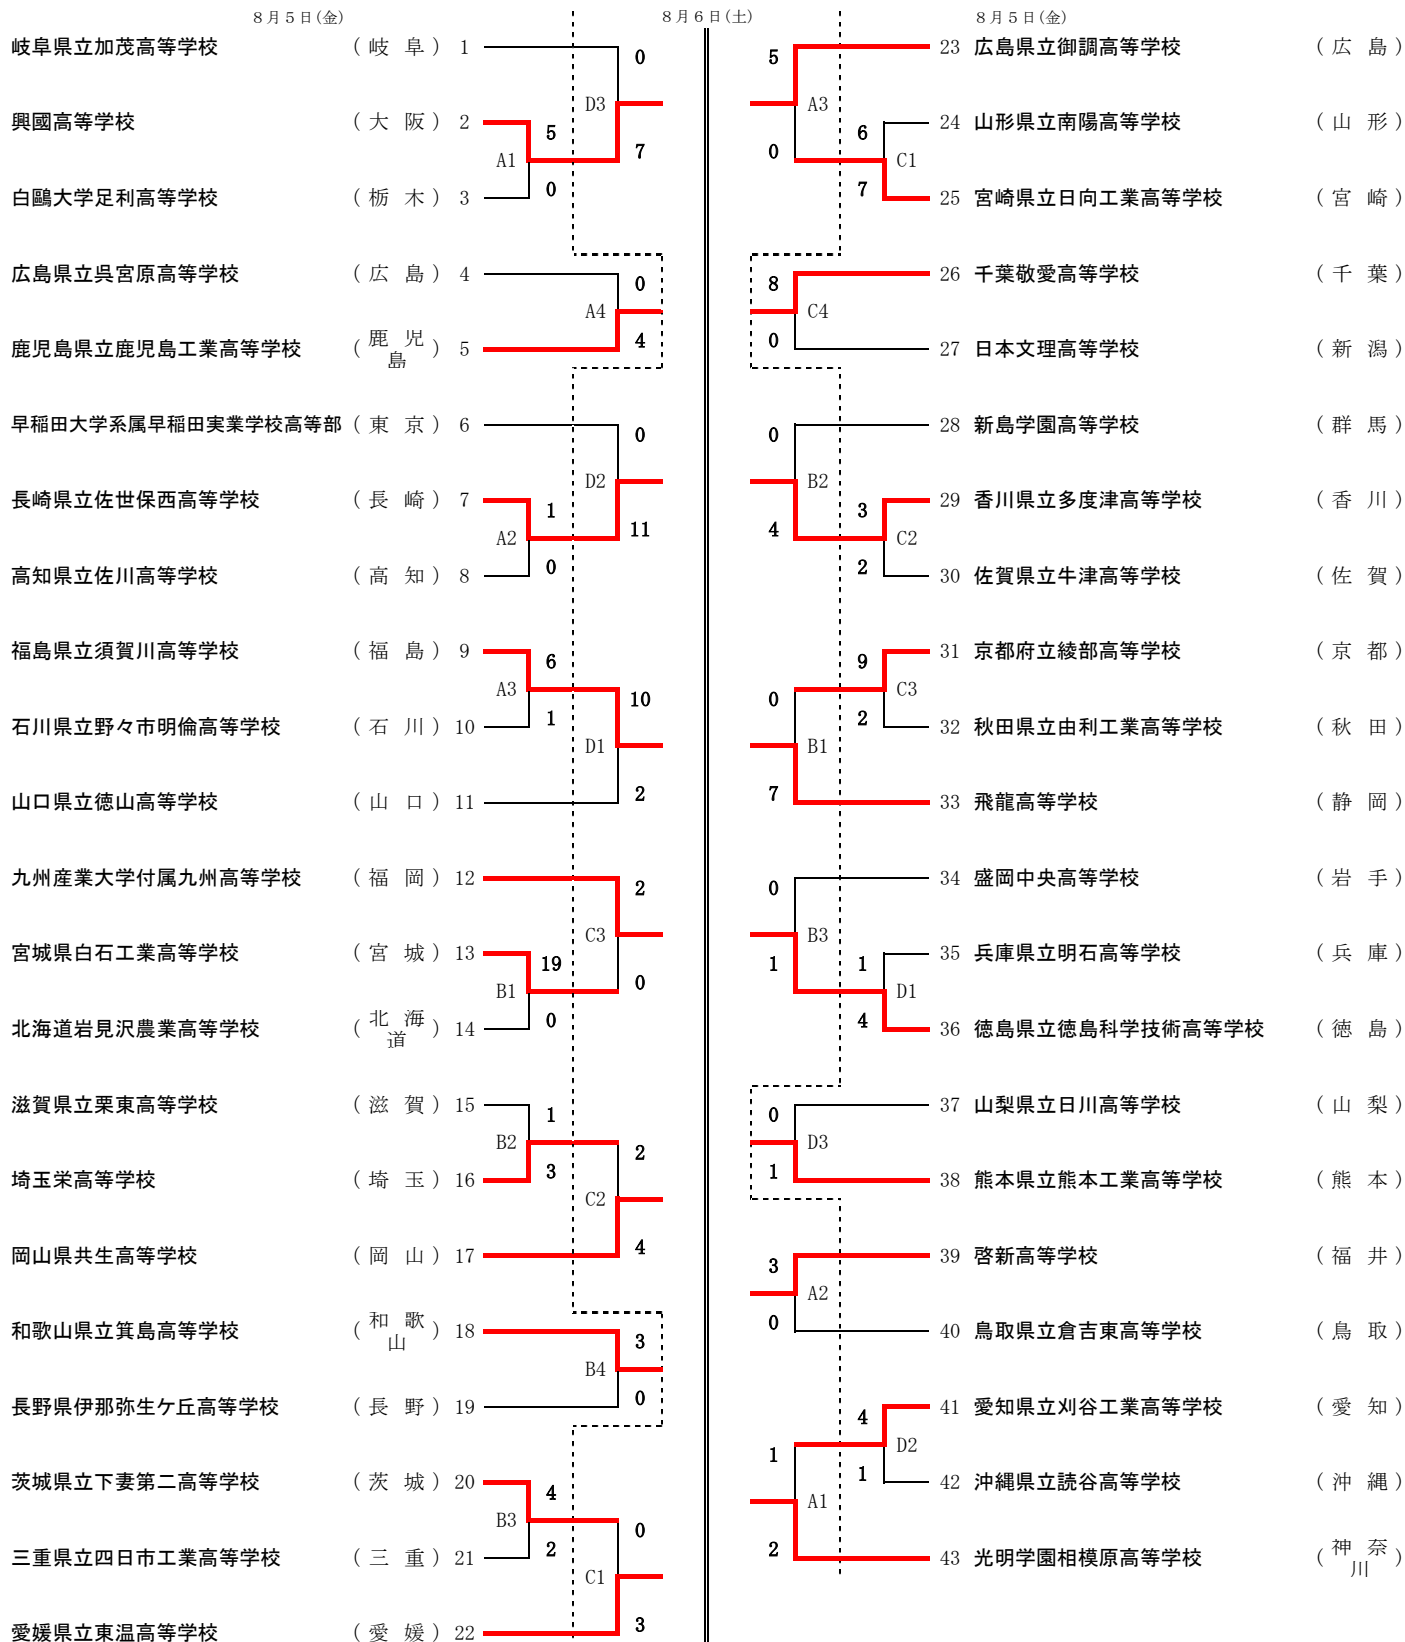 8月5日(金) 8月6日(土) 8月5日(金)
岐阜県立加茂高等学校 (岐阜) 1
0
D3
興國高等学校 (大阪) 2
5
A1
7
0
白鷗大学足利高等学校 (栃木) 3
広島県立呉宮原高等学校 (広島) 4
0
A4
4
鹿児島県立鹿児島工業高等学校 (鹿児島) 5
早稲田大学系属早稲田実業学校高等部 (東京) 6
0
D2
長崎県立佐世保西高等学校 (長崎) 7
1
A2
11
0
高知県立佐川高等学校 (高知) 8
福島県立須賀川高等学校 (福島) 9
6
A3
10
1
石川県立野々市明倫高等学校 (石川) 10
D1
2
山口県立徳山高等学校 (山口) 11
九州産業大学付属九州高等学校 (福岡) 12
2
C3
宮城県白石工業高等学校 (宮城) 13
19
B1
0
0
北海道岩見沢農業高等学校 (北海道) 14
滋賀県立栗東高等学校 (滋賀) 15
1
B2
2
3
埼玉栄高等学校 (埼玉) 16
C2
4
岡山県共生高等学校 (岡山) 17
和歌山県立箕島高等学校 (和歌山) 18
3
B4
0
長野県伊那弥生ケ丘高等学校 (長野) 19
茨城県立下妻第二高等学校 (茨城) 20
4
B3
0
2
三重県立四日市工業高等学校 (三重) 21
C1
3
愛媛県立東温高等学校 (愛媛) 22
23 広島県立御調高等学校 (広島)
5
A3
24 山形県立南陽高等学校 (山形)
6
0
C1
7
25 宮崎県立日向工業高等学校 (宮崎)
26 千葉敬愛高等学校 (千葉)
8
C4
0
27 日本文理高等学校 (新潟)
28 新島学園高等学校 (群馬)
0
B2
29 香川県立多度津高等学校 (香川)
3
4
C2
2
30 佐賀県立牛津高等学校 (佐賀)
31 京都府立綾部高等学校 (京都)
9
0
C3
2
32 秋田県立由利工業高等学校 (秋田)
B1
7
33 飛龍高等学校 (静岡)
34 盛岡中央高等学校 (岩手)
0
B3
35 兵庫県立明石高等学校 (兵庫)
1
1
D1
4
36 徳島県立徳島科学技術高等学校 (徳島)
37 山梨県立日川高等学校 (山梨)
0
D3
1
38 熊本県立熊本工業高等学校 (熊本)
39 啓新高等学校 (福井)
3
A2
0
40 鳥取県立倉吉東高等学校 (鳥取)
41 愛知県立刈谷工業高等学校 (愛知)
4
1
D2
1
42 沖縄県立読谷高等学校 (沖縄)
A1
2
43 光明学園相模原高等学校 (神奈川)